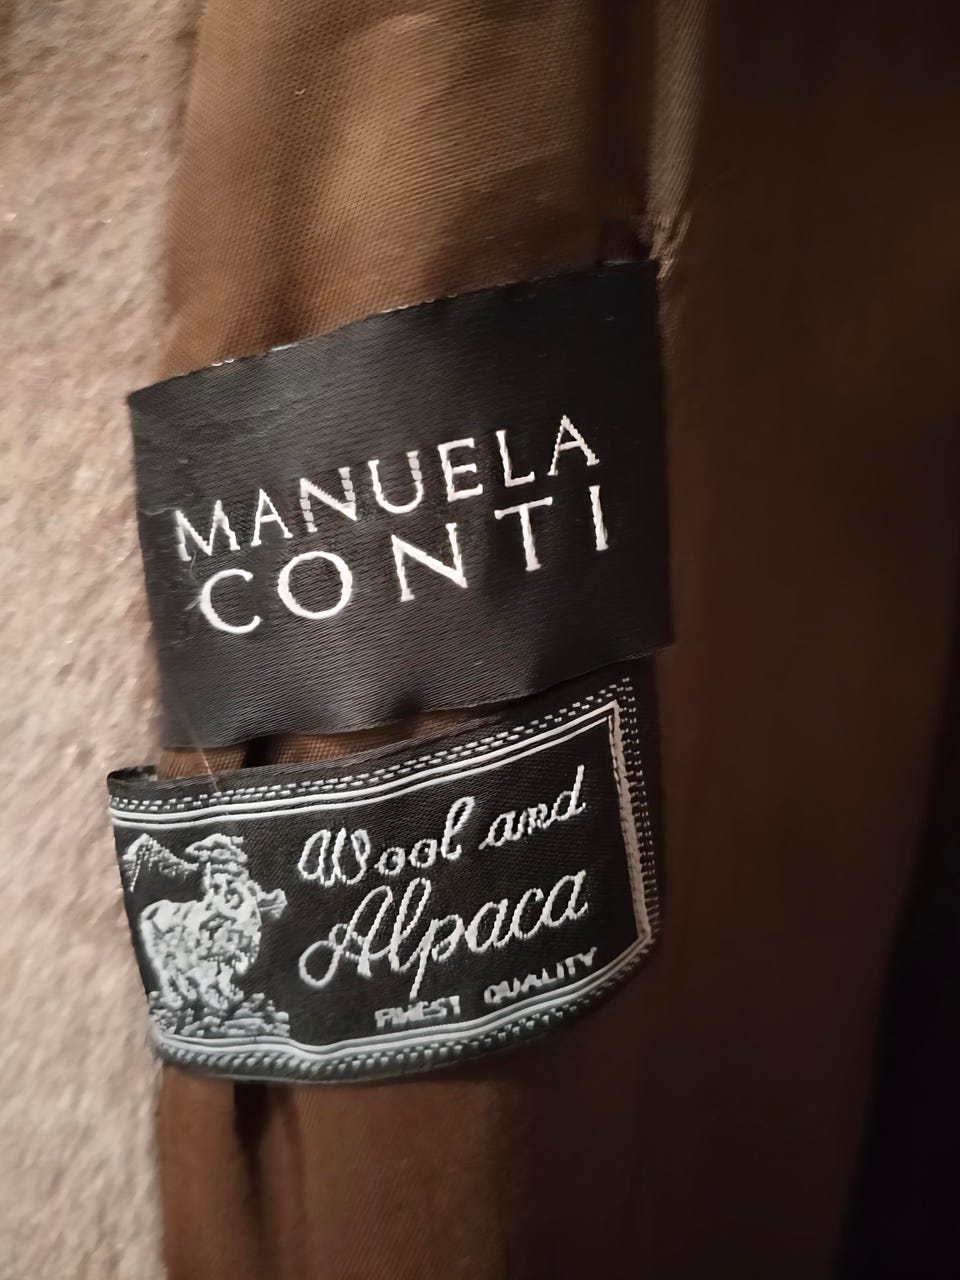 MANUELA
CONTI
Wool and
Alpaca
FINEST QUALITY